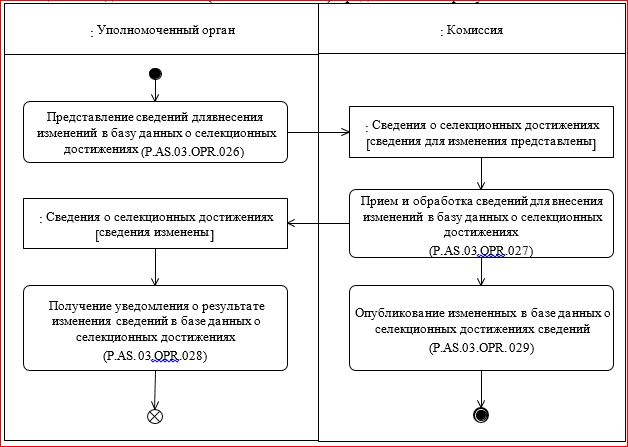 : Уполномоченный орган
: Комиссия
Представление сведений длявнесения
изменений в базу данных о селекционных
достижениях (P.AS.03.OPR.026)
: Сведения о селекционных достижениях
[сведения для изменения представлены]
Прием и обработка сведений для внесения
изменений в базу данных о селекционных
достижениях
(P.AS.03.OPR.027)
: Сведения о селекционных достижениях
[сведения изменены]
Получение уведомления о результате
изменения сведений в базе данных о
селекционных достижениях
(P.AS. 03.OPR.028)
Опубликование измененных в базе данных о
селекционных достижениях сведений
(P.AS.03.OPR. 029)